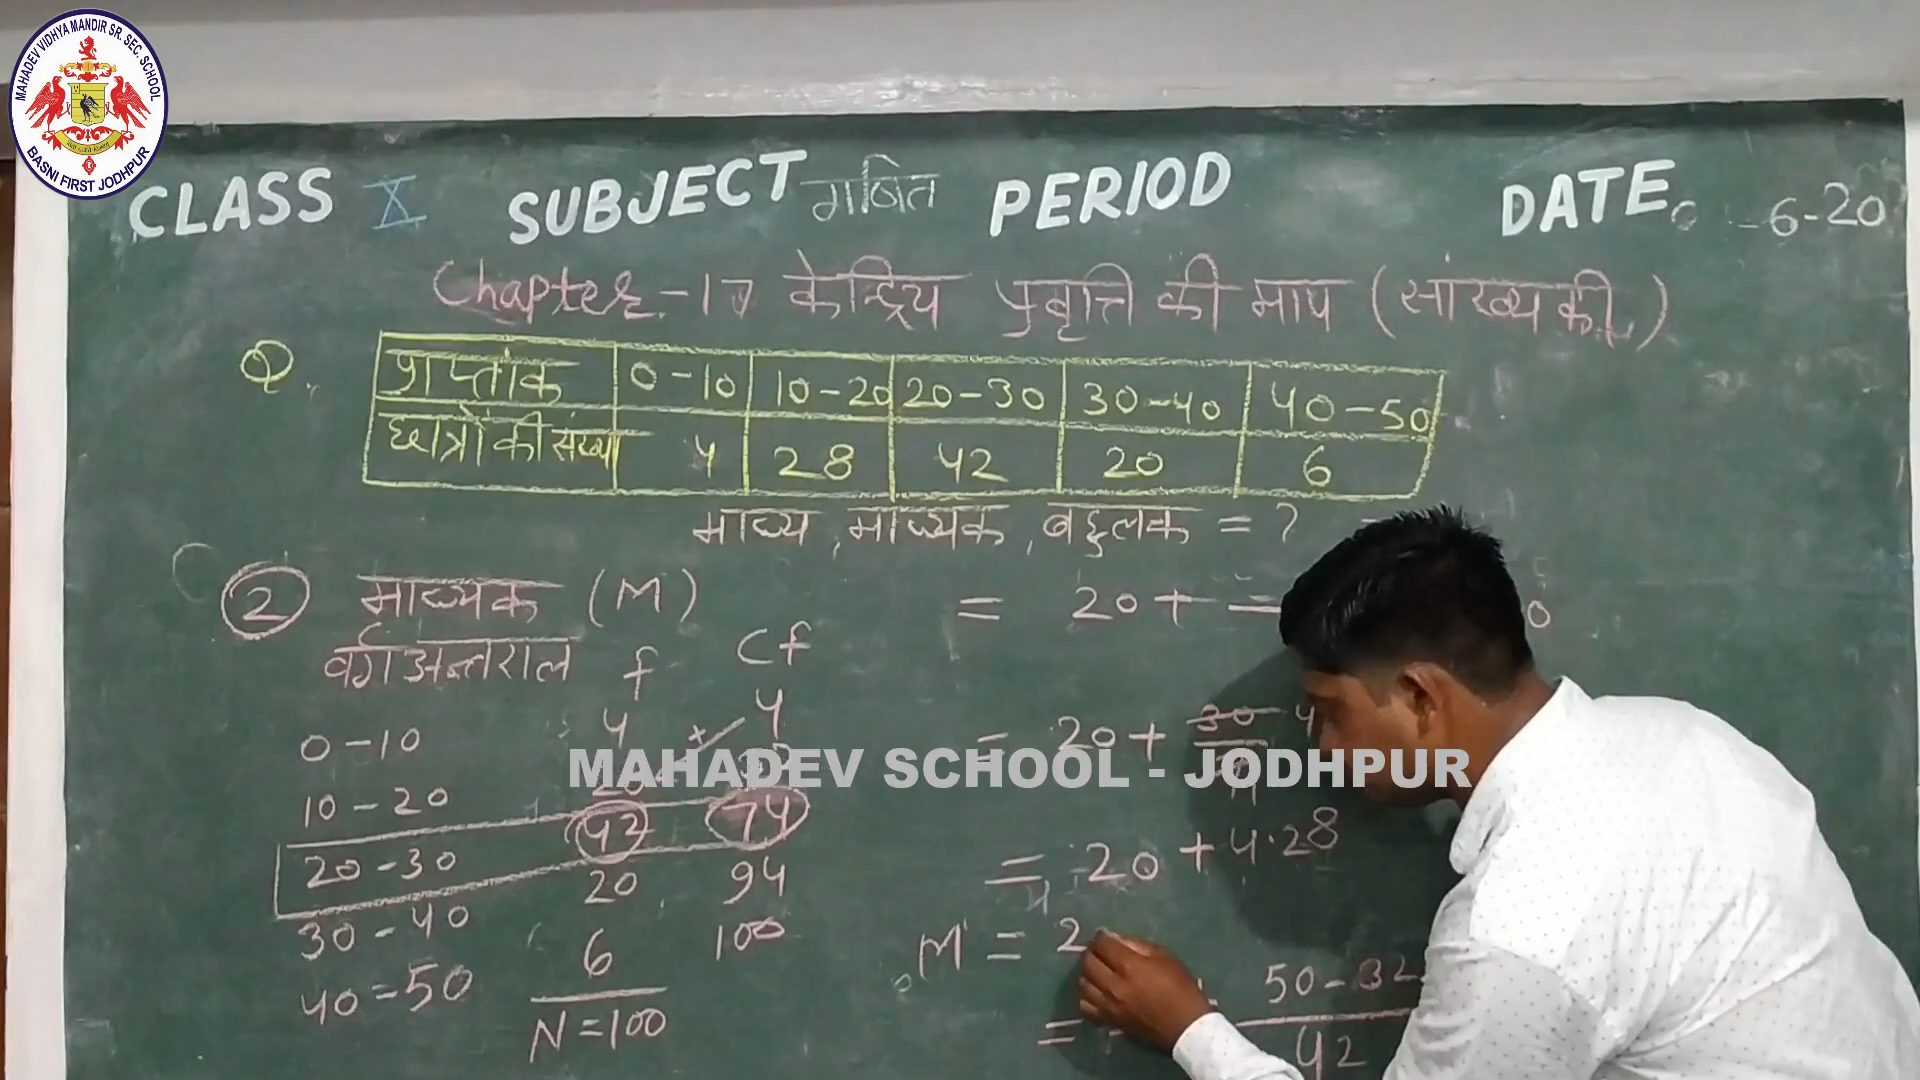 MAHADEV VIDHYA MANDIR SR. SEC. SCHOOL
BASNI FIRST JODHPUR
CLASS X SUBJECT गणित PERIOD DATE -6-20
Chapter-17 केन्द्रिय प्रवृत्ति की माप (सांख्यकी)
Q.
प्राप्तांक 0-10 10-20 20-30 30-40 40-50
छात्रों की संख्या 4 28 42 20 6
माध्य, माध्यक, बहुलक = ?
2 माध्यक (M)
वर्ग अन्तराल f cf
0-10 4 4
10-20
20-30 42 74
30-40 20 94
40=50 6 100
N=100
= 20+
= 20+
= 20+4.28
M = 2
= 50-32
42
MAHADEV SCHOOL - JODHPUR